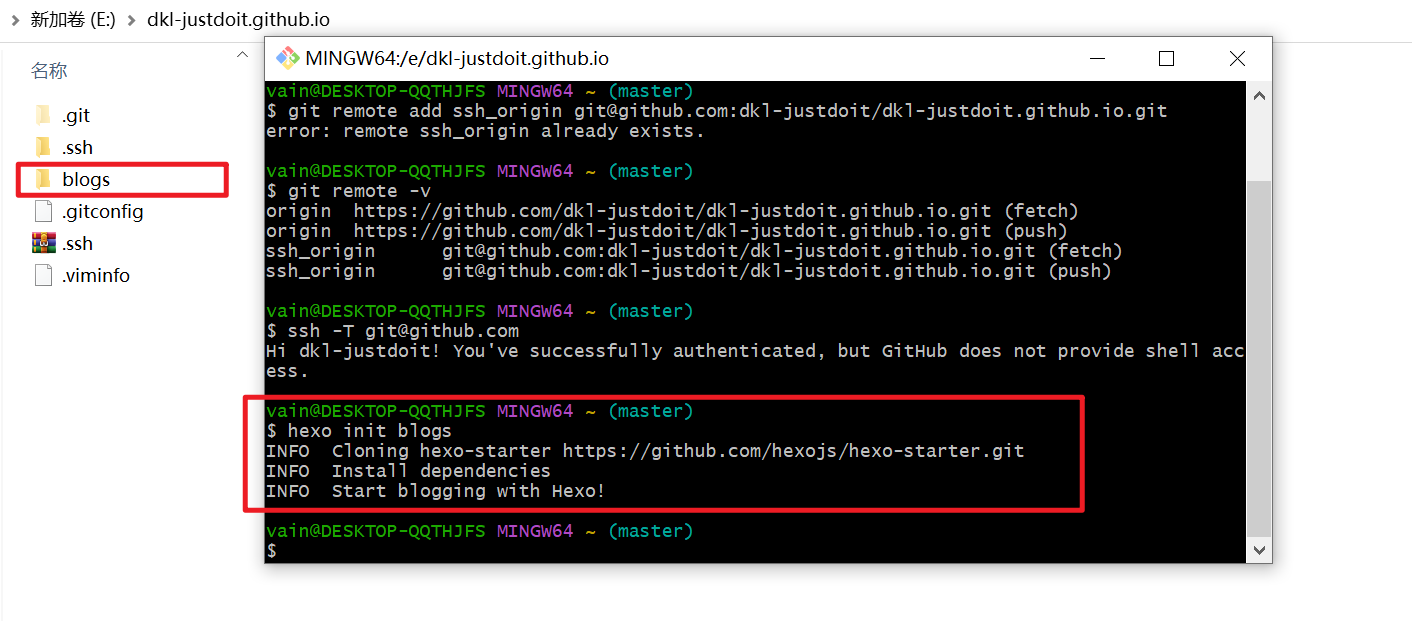 新加卷 (E:) > dkl-justdoit.github.io
名称
.git
.ssh
blogs
.gitconfig
.ssh
.viminfo
MINGW64:/e/dkl-justdoit.github.io
vain@DESKTOP-QQTHJFS MINGW64 ~ (master)
$ git remote add ssh_origin git@github.com:dkl-justdoit/dkl-justdoit.github.io.git
error: remote ssh_origin already exists.
vain@DESKTOP-QQTHJFS MINGW64 ~ (master)
$ git remote -v
origin  https://github.com/dkl-justdoit/dkl-justdoit.github.io.git (fetch)
origin  https://github.com/dkl-justdoit/dkl-justdoit.github.io.git (push)
ssh_origin      git@github.com:dkl-justdoit/dkl-justdoit.github.io.git (fetch)
ssh_origin      git@github.com:dkl-justdoit/dkl-justdoit.github.io.git (push)
vain@DESKTOP-QQTHJFS MINGW64 ~ (master)
$ ssh -T git@github.com
Hi dkl-justdoit! You've successfully authenticated, but GitHub does not provide shell acc
ess.
vain@DESKTOP-QQTHJFS MINGW64 ~ (master)
$ hexo init blogs
INFO  Cloning hexo-starter https://github.com/hexojs/hexo-starter.git
INFO  Install dependencies
INFO  Start blogging with Hexo!
vain@DESKTOP-QQTHJFS MINGW64 ~ (master)
$